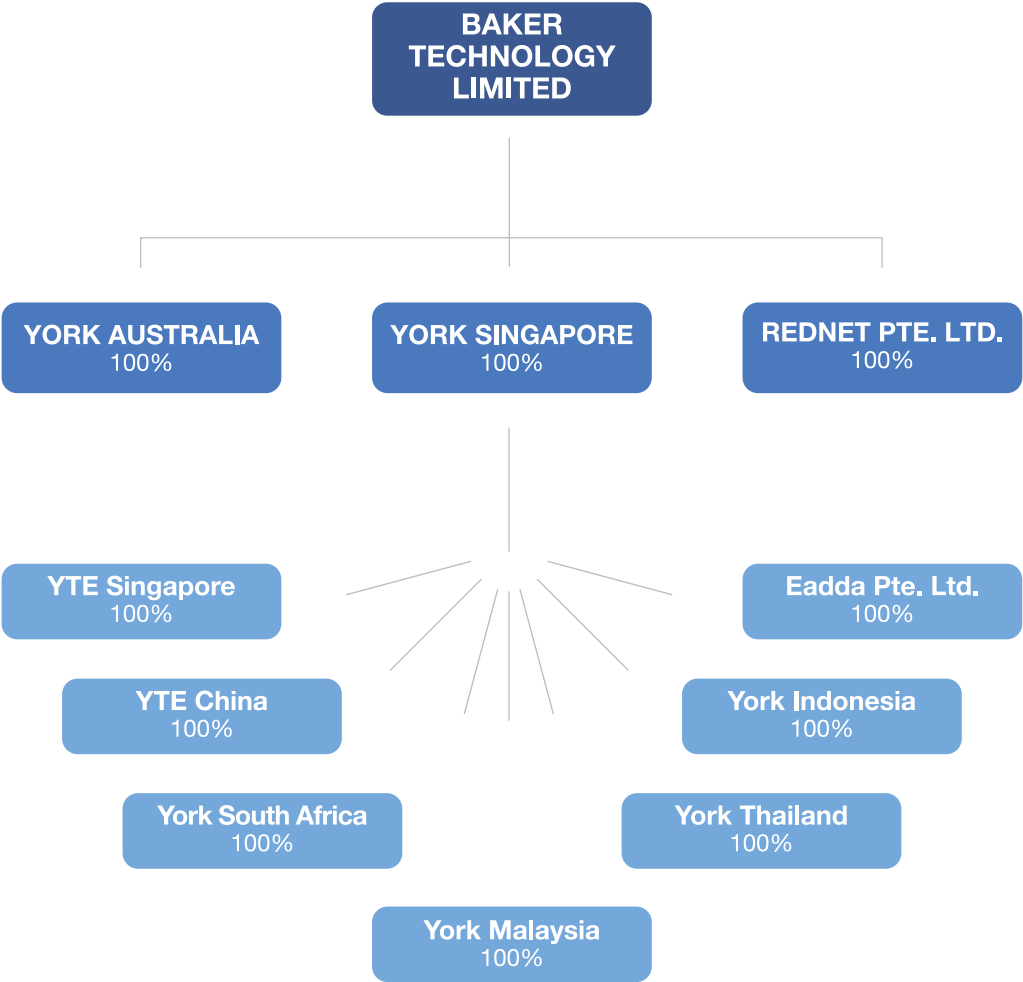 BAKER
TECHNOLOGY
LIMITED
YORK AUSTRALIA
100%
YORK SINGAPORE
100%
REDNET PTE. LTD.
100%
YTE Singapore
100%
Eadda Pte. Ltd.
100%
YTE China
100%
York Indonesia
100%
York South Africa
100%
York Thailand
100%
York Malaysia
100%